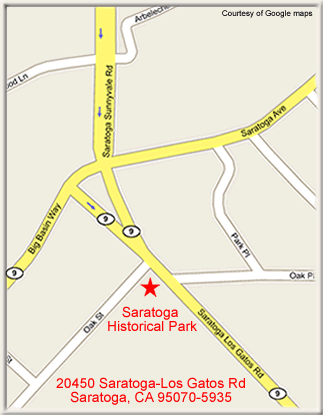 Courtesy of Google maps
Arbelech
ood Ln
Saratoga Sunnyvale Rd
Saratoga Ave
Big Basin Way
9
9
9
Park Pl
Oak Pl
Saratoga
Historical Park
Oak St
Saratoga Los Gatos Rd
20450 Saratoga-Los Gatos Rd
Saratoga, CA 95070-5935
9